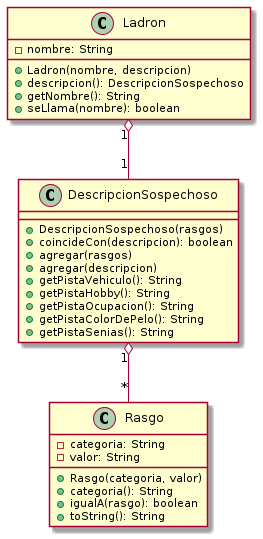 C Ladron
nombre: String
Ladron(nombre, descripcion)
descripcion(): DescripcionSospechoso
getNombre(): String
seLlama(nombre): boolean
1
1
C DescripcionSospechoso
DescripcionSospechoso(rasgos)
coincideCon(descripcion): boolean
agregar(rasgos)
agregar(descripcion)
getPistaVehiculo(): String
getPistaHobby(): String
getPistaOcupacion(): String
getPistaColorDePelo(): String
getPistaSenias(): String
1
*
C Rasgo
categoria: String
valor: String
Rasgo(categoria, valor)
categoria(): String
igualA(rasgo): boolean
toString(): String